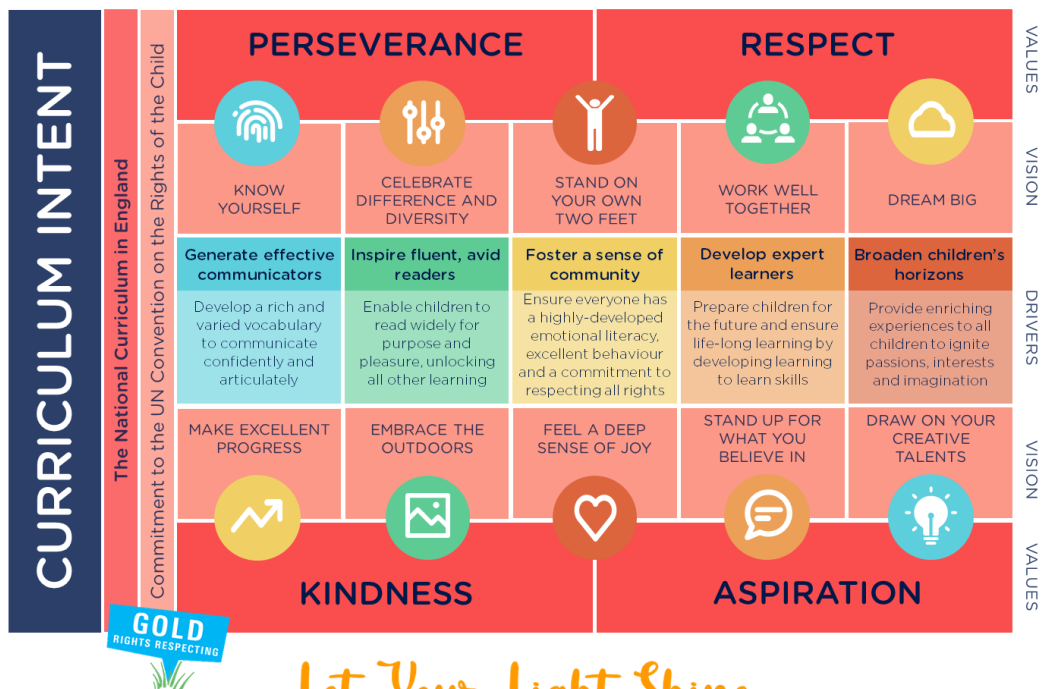 CURRICULUM INTENT
The National Curriculum in England
Commitment to the UN Convention on the Rights of the Child
PERSEVERANCE
RESPECT
VALUES
KNOW
YOURSELF
CELEBRATE
DIFFERENCE AND
DIVERSITY
STAND ON
YOUR OWN
TWO FEET
WORK WELL
TOGETHER
DREAM BIG
VISION
Generate effective
communicators
Develop a rich and
varied vocabulary
to communicate
confidently and
articulately
Inspire fluent, avid
readers
Enable children to
read widely for
purpose and
pleasure, unlocking
all other learning
Foster a sense of
community
Ensure everyone has
a highly-developed
emotional literacy,
excellent behaviour
and a commitment to
respecting all rights
Develop expert
learners
Prepare children for
the future and ensure
life-long learning by
developing learning
to learn skills
Broaden children's
horizons
Provide enriching
experiences to all
children to ignite
passions, interests
and imagination
DRIVERS
MAKE EXCELLENT
PROGRESS
EMBRACE THE
OUTDOORS
FEEL A DEEP
SENSE OF JOY
STAND UP FOR
WHAT YOU
BELIEVE IN
DRAW ON YOUR
CREATIVE
TALENTS
VISION
KINDNESS
ASPIRATION
VALUES
GOLD
RIGHTS RESPECTING
Let Your Light Shine